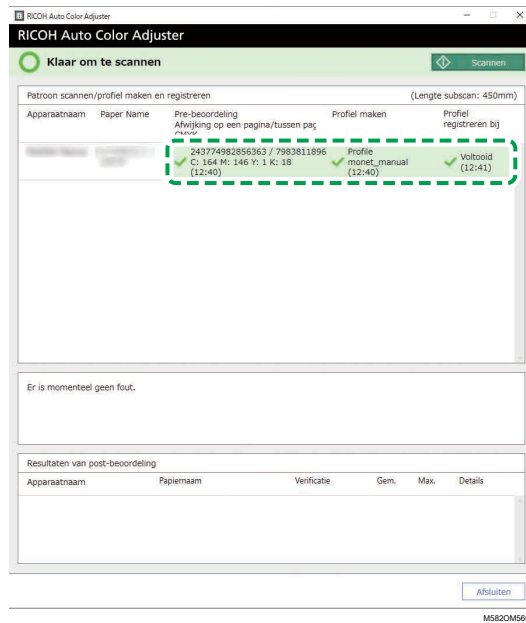 RICOH Auto Color Adjuster
RICOH Auto Color Adjuster
Klaar om te scannen
Scannen
Patroon scannen/profiel maken en registreren (Lengte subscan: 450mm)
Apparaatnaam Paper Name Pre-beoordeling Profiel maken Profiel
Afwijking op een pagina/tussen pag registreren bij
CMYK
243774982856363 / 7983811896 Profile Voltooid
C: 164 M: 146 Y: 1 K: 18 monet_manual (12:41)
(12:40) (12:40)
Er is momenteel geen fout.
Resultaten van post-beoordeling
Apparaatnaam Papiernaam Verificatie Gem. Max. Details
Afsluiten
M582OM56